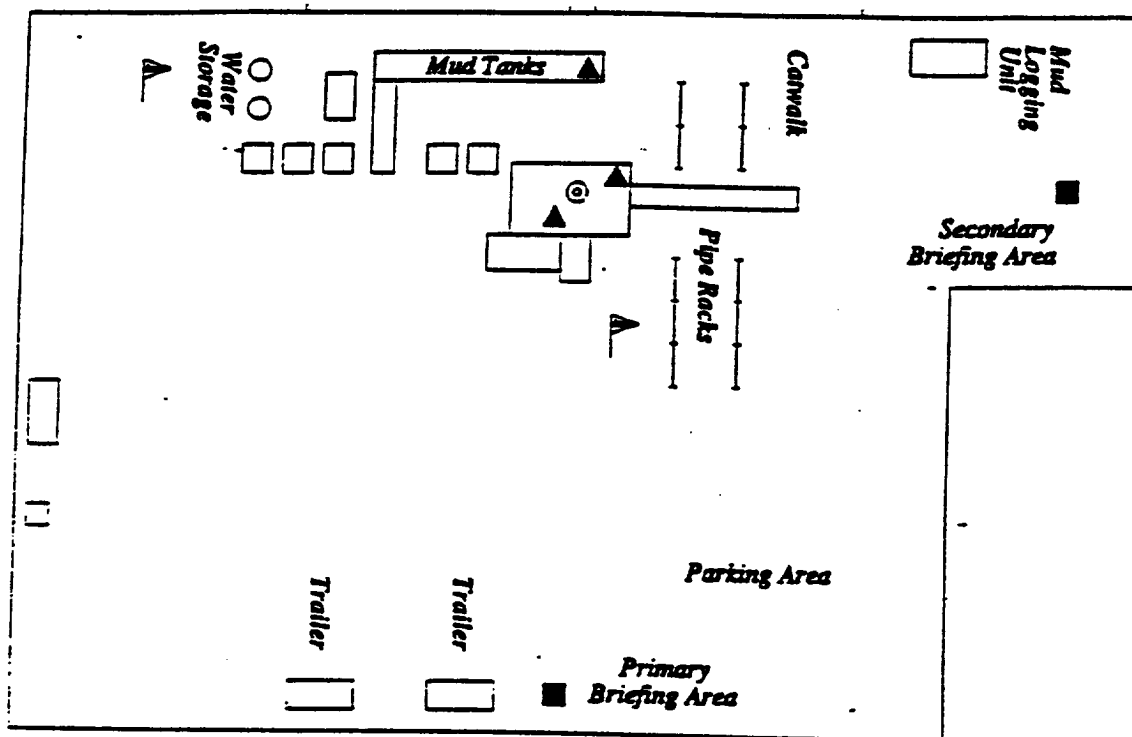 Water
Storage
Mud Tanks
Catwalk
Mud
Logging
Unit
Secondary
Briefing Area
Pipe Racks
Parking Area
Trailer
Trailer
Primary
Briefing Area